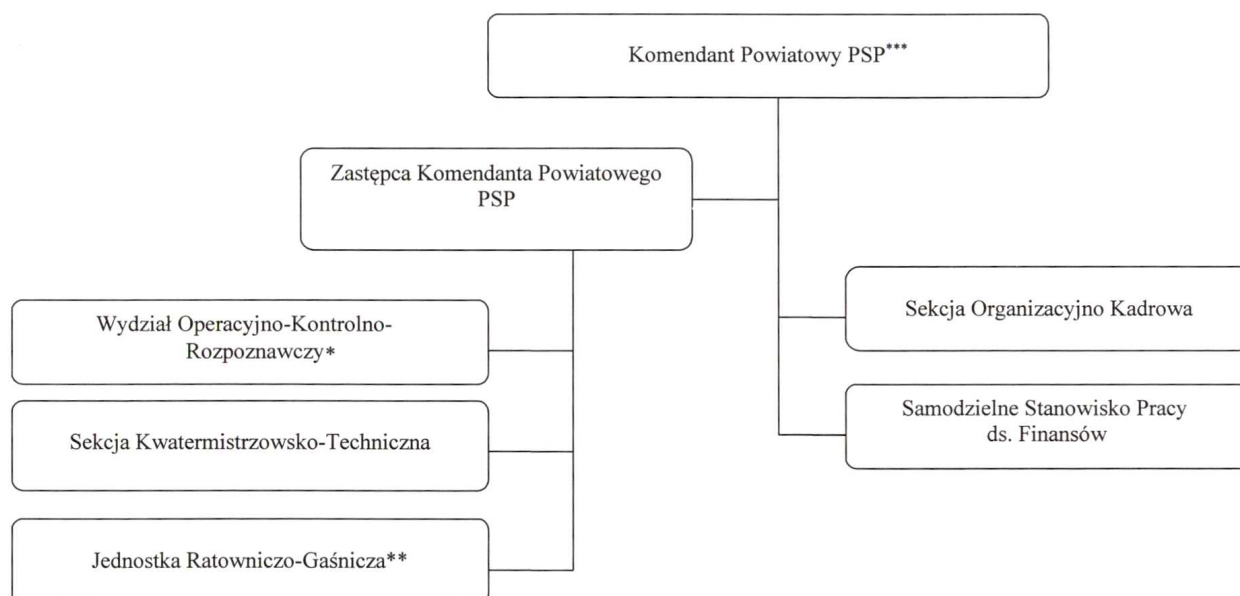 Komendant Powiatowy PSP***
Zastępca Komendanta Powiatowego
PSP
Wydział Operacyjno-Kontrolno-
Rozpoznawczy*
Sekcja Kwatermistrzowsko-Techniczna
Jednostka Ratowniczo-Gaśnicza**
Sekcja Organizacyjno Kadrowa
Samodzielne Stanowisko Pracy
ds. Finansów